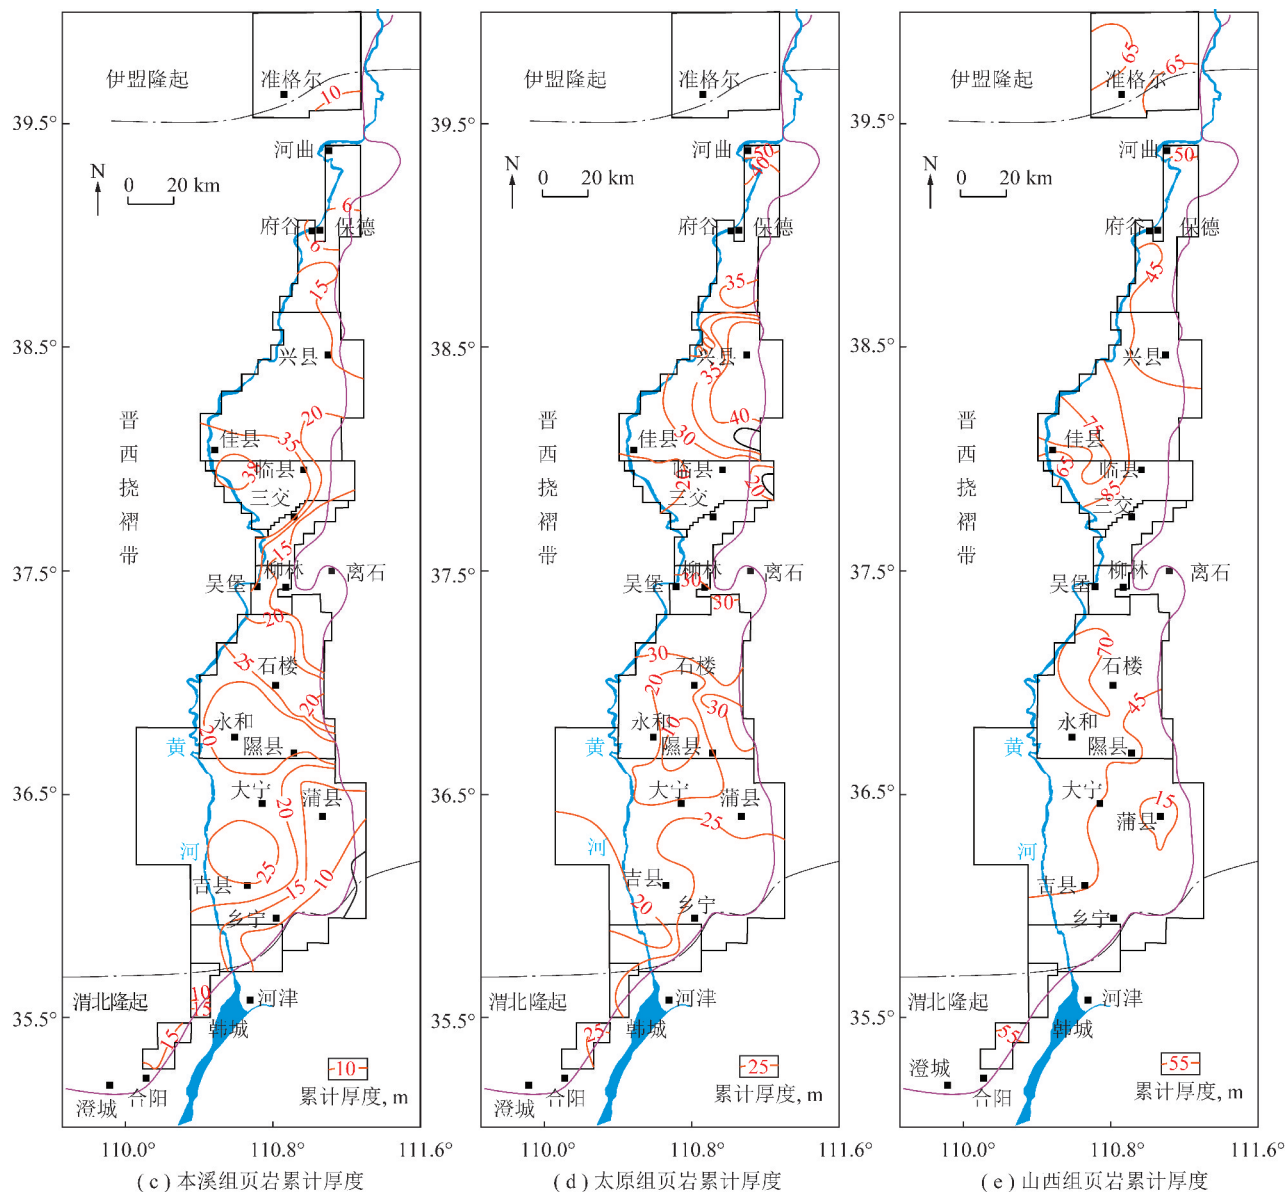 伊盟隆起
准格尔
10
39.5°
河曲
N
0 20 km
6
府谷
保德
6
15
38.5°
兴县
晋西挠褶带
20
佳县
35
临县
38
三交
15
37.5°
柳林
离石
吴堡
20
25
石楼
20
永和
20
黄
隰县
36.5°
大宁
20
蒲县
河
25
15
10
吉县
乡宁
渭北隆起
10
15
河津
35.5°
韩城
15
10
累计厚度, m
澄城
合阳
110.0° 110.8° 111.6°
(c) 本溪组页岩累计厚度
伊盟隆起
准格尔
39.5°
河曲
50
40
N
0 20 km
府谷
保德
35
38.5°
兴县
35
晋西挠褶带
40
佳县
30
临县
20
20
三交
37.5°
柳林
30
离石
吴堡
30
30
石楼
20
30
永和
10
黄
隰县
36.5°
大宁
蒲县
25
河
吉县
20
乡宁
渭北隆起
河津
35.5°
韩城
25
25
累计厚度, m
澄城
合阳
110.0° 110.8° 111.6°
(d) 太原组页岩累计厚度
65
伊盟隆起
准格尔
65
39.5°
河曲
50
N
0 20 km
府谷
保德
45
38.5°
兴县
晋西挠褶带
75
佳县
65
临县
85
三交
37.5°
柳林
离石
吴堡
70
石楼
45
永和
黄
隰县
36.5°
大宁
15
蒲县
河
吉县
乡宁
渭北隆起
河津
35.5°
韩城
55
55
澄城
累计厚度, m
合阳
110.0° 110.8° 111.6°
(e) 山西组页岩累计厚度